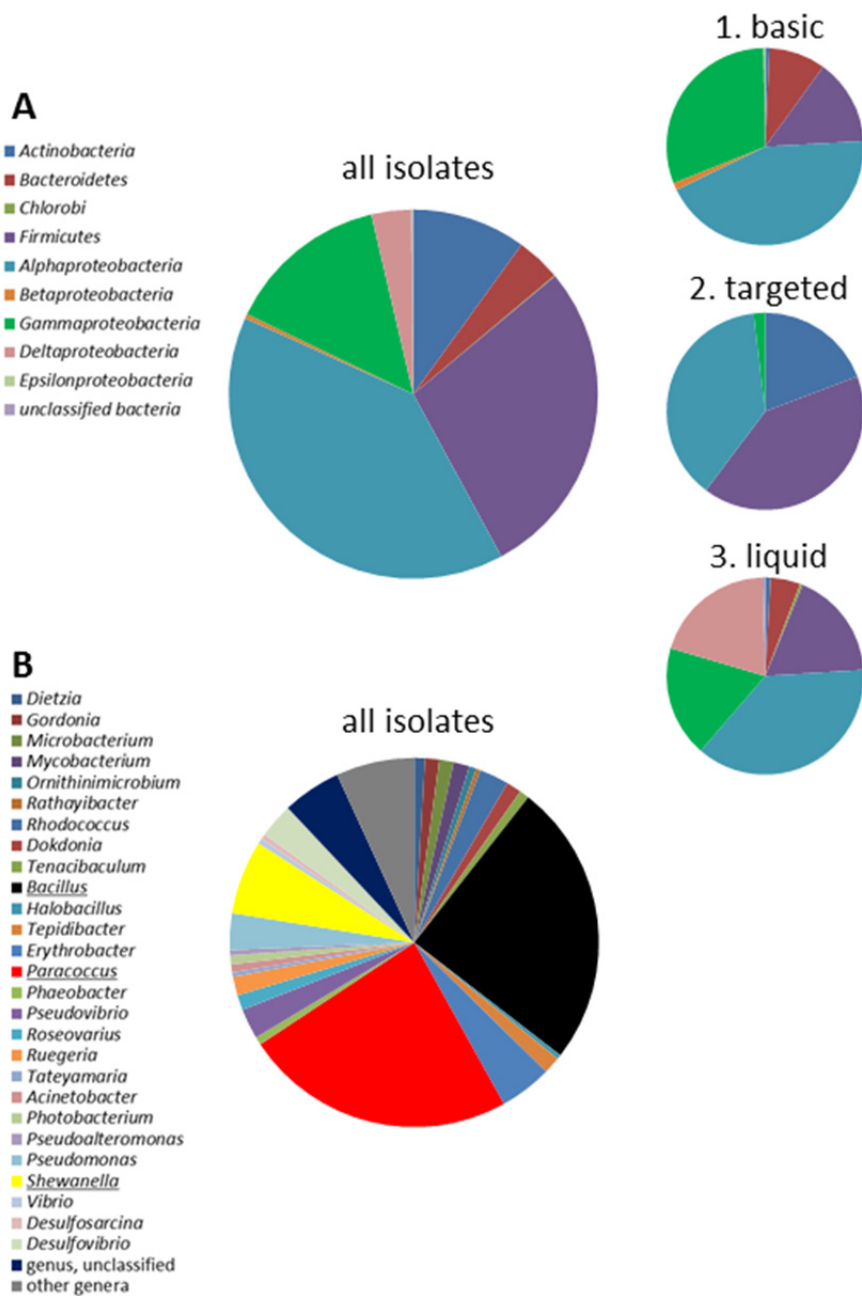 1. basic
A
Actinobacteria
Bacteroidetes
Chlorobi
Firmicutes
Alphaproteobacteria
Betaproteobacteria
Gammaproteobacteria
Deltaproteobacteria
Epsilonproteobacteria
unclassified bacteria
all isolates
2. targeted
3. liquid
B
Dietzia
Gordonia
Microbacterium
Mycobacterium
Ornithinimicrobium
Rathayibacter
Rhodococcus
Dokdonia
Tenacibaculum
Bacillus
Halobacillus
Tepidibacter
Erythrobacter
Paracoccus
Phaeobacter
Pseudovibrio
Roseovarius
Ruegeria
Tateyamaria
Acinetobacter
Photobacterium
Pseudoalteromonas
Pseudomonas
Shewanella
Vibrio
Desulfosarcina
Desulfovibrio
genus, unclassified
other genera
all isolates